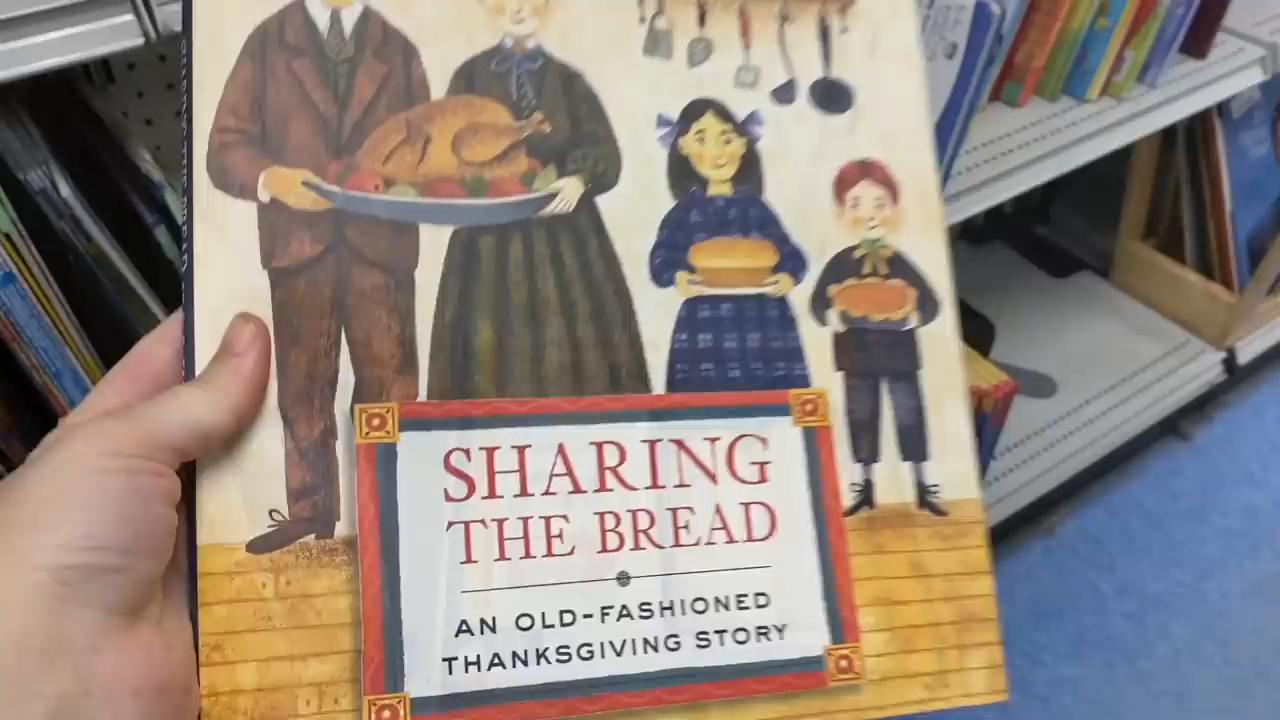 SHARING
THE BREAD
AN OLD-FASHIONED
THANKSGIVING STORY